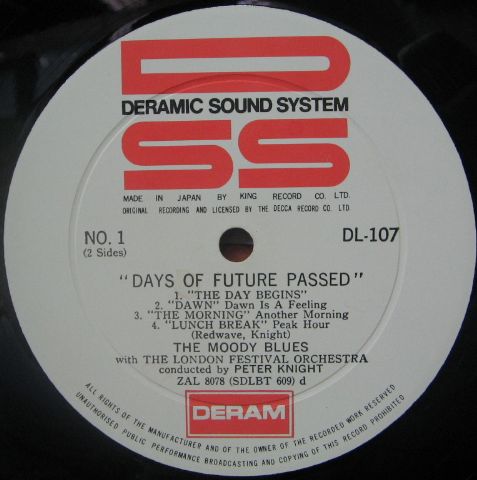 DSS
DERAMIC SOUND SYSTEM
MADE IN JAPAN BY KING RECORD CO. LTD.
ORIGINAL RECORDING AND LICENSED BY THE DECCA RECORD CO. LTD
NO. 1
(2 Sides)
DL-107
"DAYS OF FUTURE PASSED"
1. "THE DAY BEGINS"
2. "DAWN" Dawn Is A Feeling
3. "THE MORNING" Another Morning
4. "LUNCH BREAK" Peak Hour
(Redwave, Knight)
THE MOODY BLUES
with THE LONDON FESTIVAL ORCHESTRA
conducted by PETER KNIGHT
ZAL 8078 (SDLBT 609) d
DERAM
ALL RIGHTS OF THE MANUFACTURER AND OF THE OWNER OF THE RECORDED WORK RESERVED
UNAUTHORISED PUBLIC PERFORMANCE BROADCASTING AND COPYING OF THIS RECORD PROHIBITED